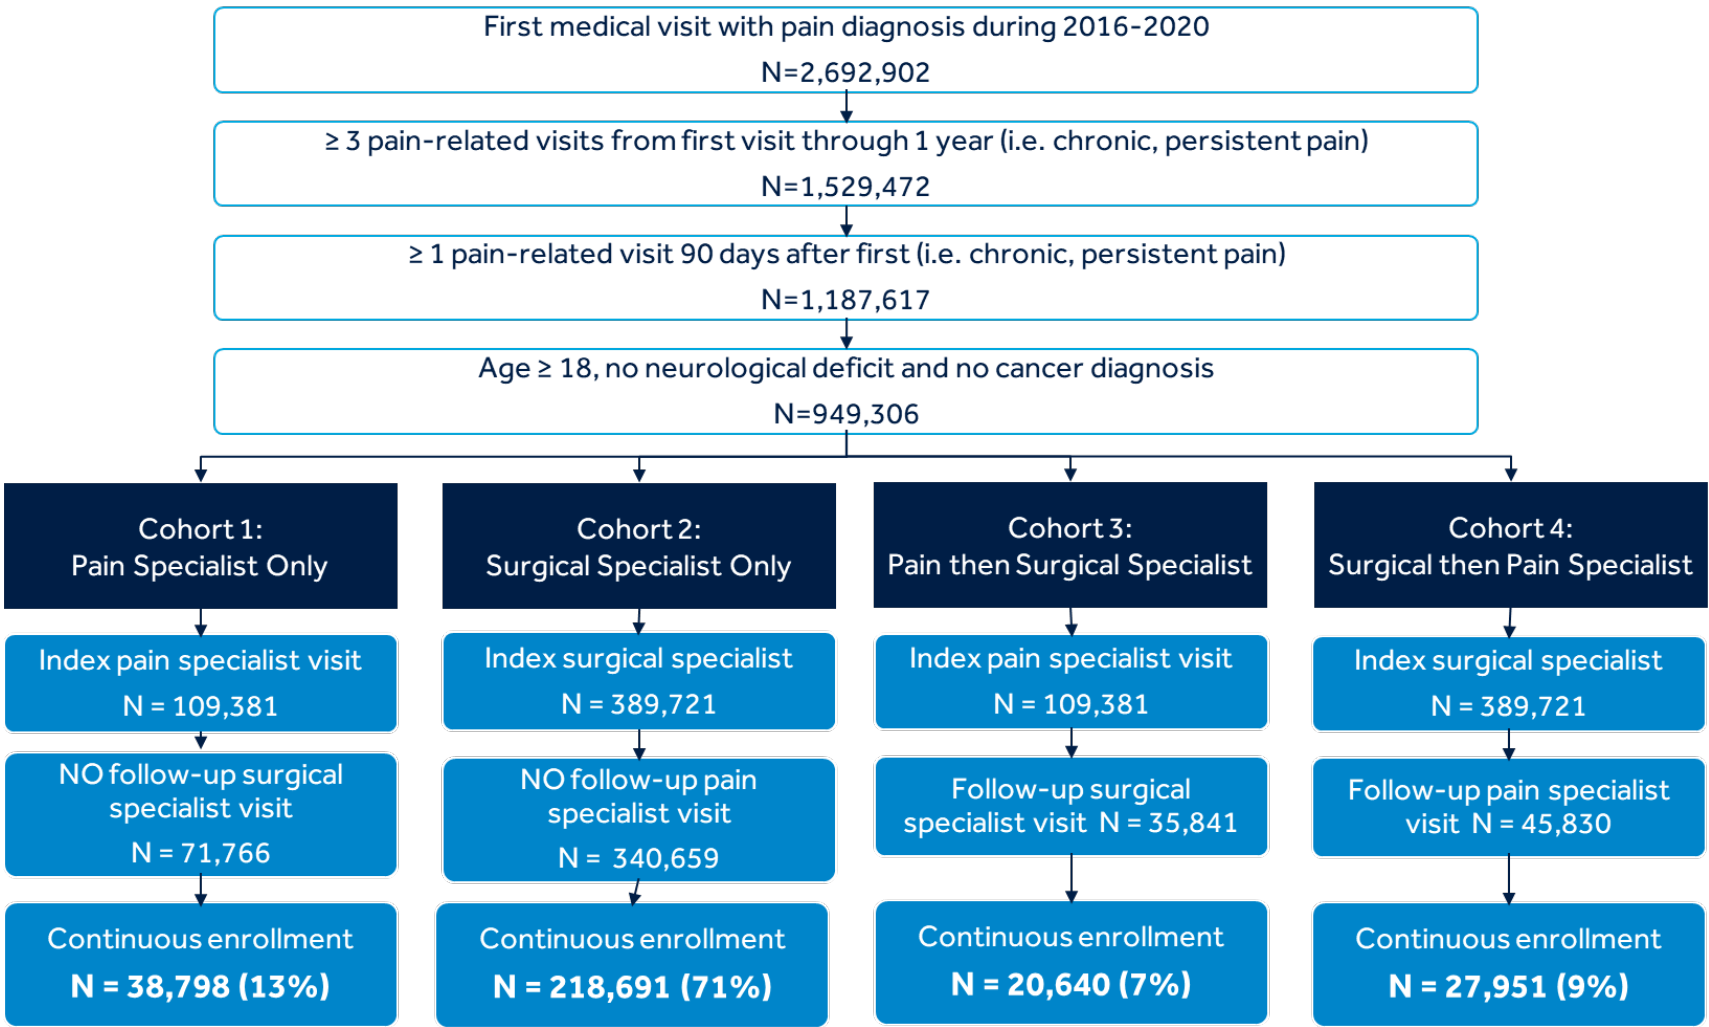 First medical visit with pain diagnosis during 2016-2020
N=2,692,902
≥ 3 pain-related visits from first visit through 1 year (i.e. chronic, persistent pain)
N=1,529,472
≥ 1 pain-related visit 90 days after first (i.e. chronic, persistent pain)
N=1,187,617
Age ≥ 18, no neurological deficit and no cancer diagnosis
N=949,306
Cohort 1:
Pain Specialist Only
Index pain specialist visit
N = 109,381
NO follow-up surgical
specialist visit
N = 71,766
Continuous enrollment
N = 38,798 (13%)
Cohort 2:
Surgical Specialist Only
Index surgical specialist
N = 389,721
NO follow-up pain
specialist visit
N = 340,659
Continuous enrollment
N = 218,691 (71%)
Cohort 3:
Pain then Surgical Specialist
Index pain specialist visit
N = 109,381
Follow-up surgical
specialist visit N = 35,841
Continuous enrollment
N = 20,640 (7%)
Cohort 4:
Surgical then Pain Specialist
Index surgical specialist
N = 389,721
Follow-up pain specialist
visit N = 45,830
Continuous enrollment
N = 27,951 (9%)